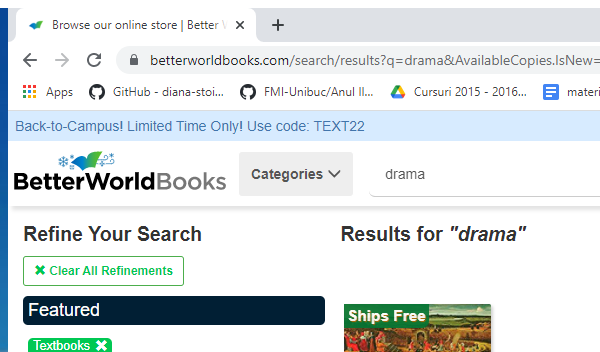 Browse our online store | Better
betterworldbooks.com/search/results?q=drama&AvailableCopies.IsNew=
Apps GitHub - diana-stoi... FMI-Unibuc/Anul II... Cursuri 2015 - 2016... materi
Back-to-Campus! Limited Time Only! Use code: TEXT22
BetterWorldBooks Categories drama
Refine Your Search
Results for "drama"
✖ Clear All Refinements
Featured
Ships Free
Textbooks ✖